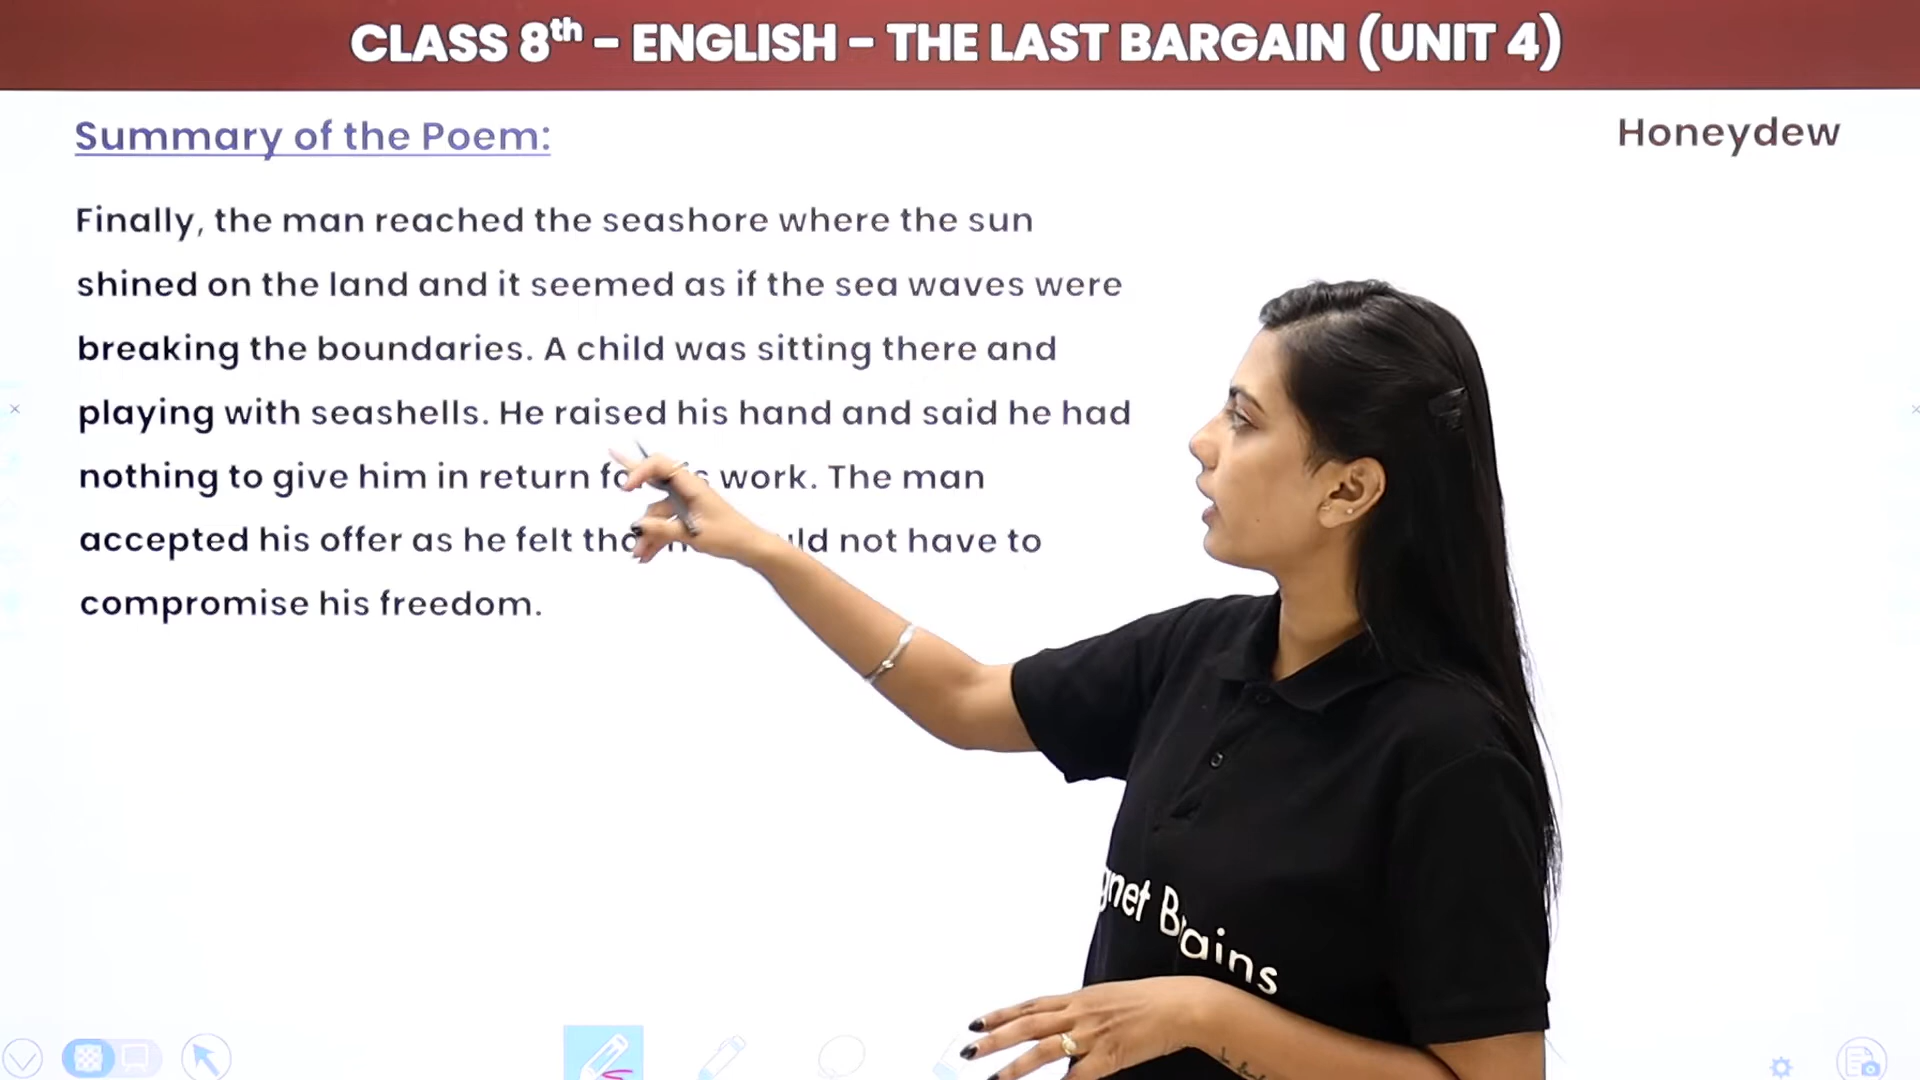 CLASS 8th - ENGLISH - THE LAST BARGAIN (UNIT 4)
Summary of the Poem:
Honeydew
Finally, the man reached the seashore where the sun
shined on the land and it seemed as if the sea waves were
breaking the boundaries. A child was sitting there and
playing with seashells. He raised his hand and said he had
nothing to give him in return work. The man
accepted his offer as he felt not have to
compromise his freedom.
gnet Brains